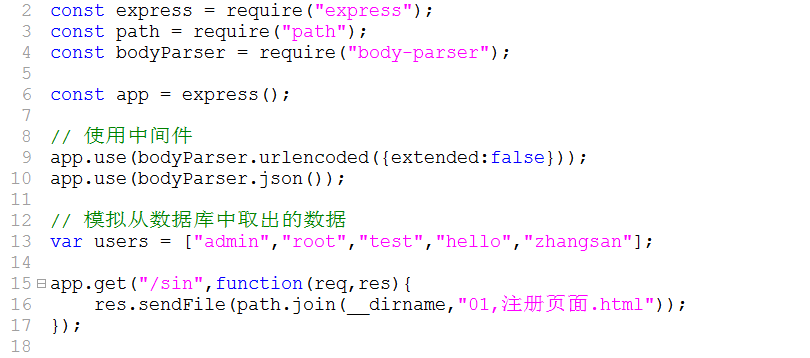 2 const express = require("express");
3 const path = require("path");
4 const bodyParser = require("body-parser");
5
6 const app = express();
7
8 // 使用中间件
9 app.use(bodyParser.urlencoded({extended:false}));
10 app.use(bodyParser.json());
11
12 // 模拟从数据库中取出的数据
13 var users = ["admin","root","test","hello","zhangsan"];
14
15 app.get("/sin",function(req,res){
16     res.sendFile(path.join(__dirname,"01,注册页面.html"));
17 });
18